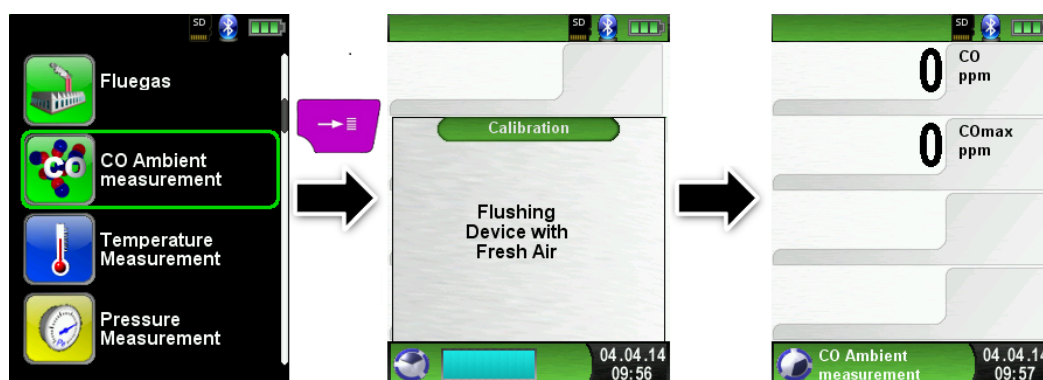 SD
Fluegas
CO Ambient
measurement
Temperature
Measurement
Pressure
Measurement
SD
Calibration
Flushing
Device with
Fresh Air
04.04.14
09:56
SD
0 CO
ppm
0 COmax
ppm
CO Ambient
measurement
04.04.14
09:57